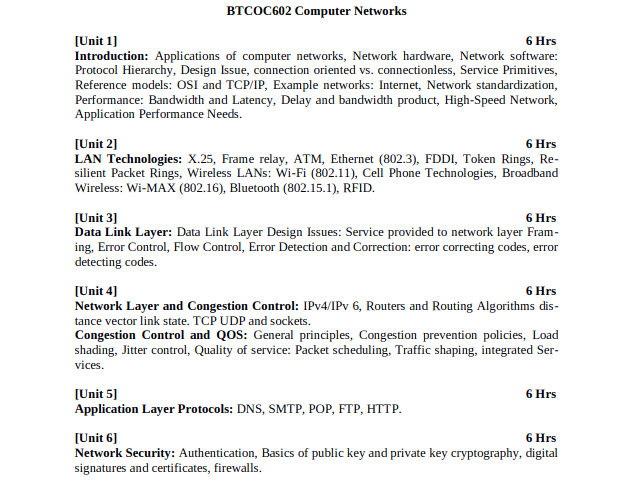 BTCOC602 Computer Networks
[Unit 1] 6 Hrs
Introduction: Applications of computer networks, Network hardware, Network software:
Protocol Hierarchy, Design Issue, connection oriented vs. connectionless, Service Primitives,
Reference models: OSI and TCP/IP, Example networks: Internet, Network standardization,
Performance: Bandwidth and Latency, Delay and bandwidth product, High-Speed Network,
Application Performance Needs.
[Unit 2] 6 Hrs
LAN Technologies: X.25, Frame relay, ATM, Ethernet (802.3), FDDI, Token Rings, Re-
silient Packet Rings, Wireless LANs: Wi-Fi (802.11), Cell Phone Technologies, Broadband
Wireless: Wi-MAX (802.16), Bluetooth (802.15.1), RFID.
[Unit 3] 6 Hrs
Data Link Layer: Data Link Layer Design Issues: Service provided to network layer Fram-
ing, Error Control, Flow Control, Error Detection and Correction: error correcting codes, error
detecting codes.
[Unit 4] 6 Hrs
Network Layer and Congestion Control: IPv4/IPv 6, Routers and Routing Algorithms dis-
tance vector link state. TCP UDP and sockets.
Congestion Control and QOS: General principles, Congestion prevention policies, Load
shading, Jitter control, Quality of service: Packet scheduling, Traffic shaping, integrated Ser-
vices.
[Unit 5] 6 Hrs
Application Layer Protocols: DNS, SMTP, POP, FTP, HTTP.
[Unit 6] 6 Hrs
Network Security: Authentication, Basics of public key and private key cryptography, digital
signatures and certificates, firewalls.